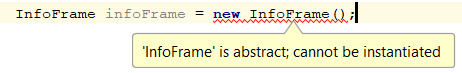 InfoFrame infoFrame = new InfoFrame();
'InfoFrame' is abstract; cannot be instantiated